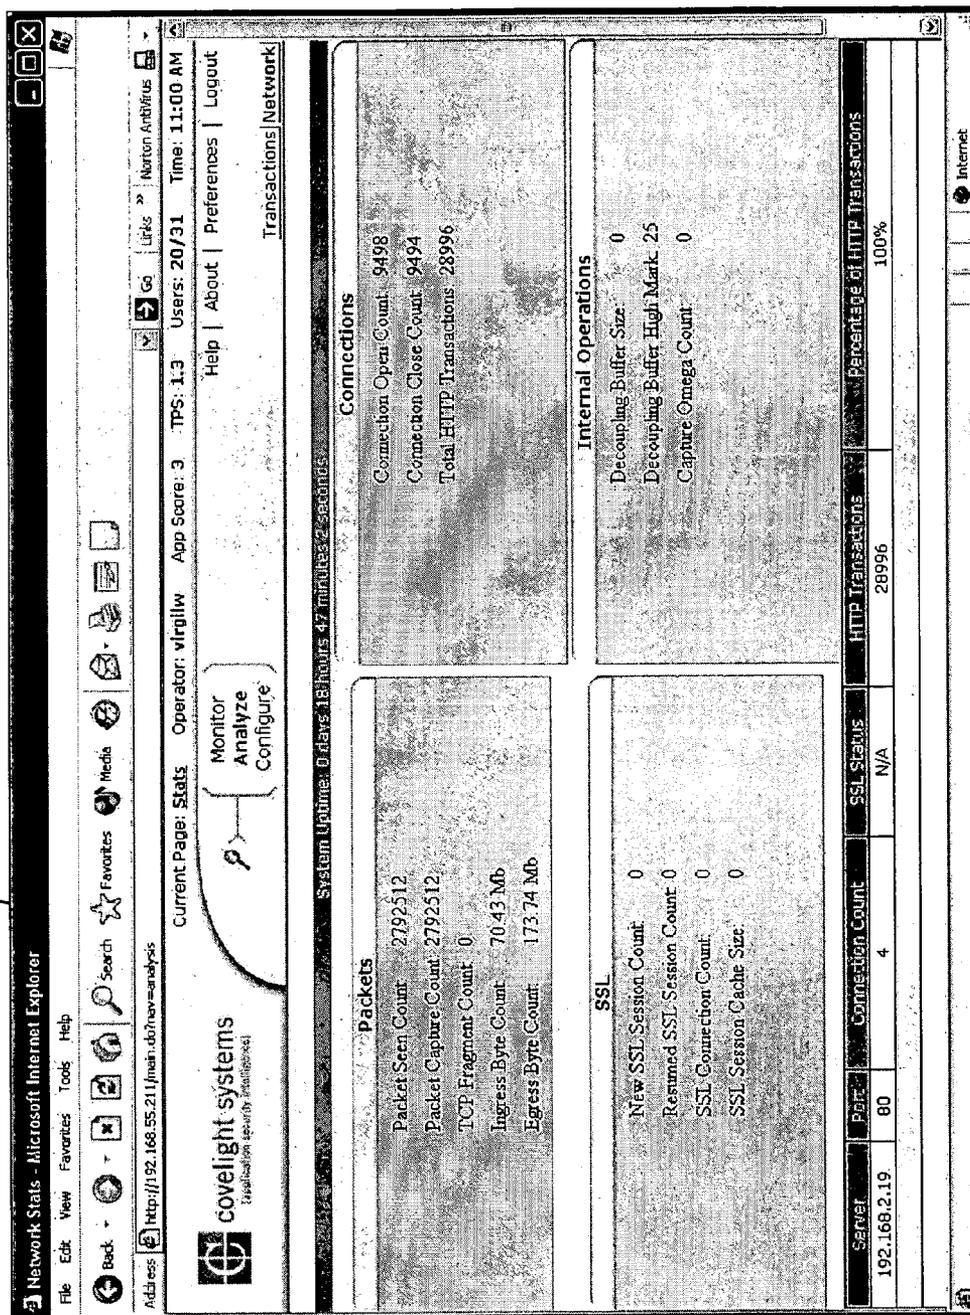 Network Stats - Microsoft Internet Explorer
File Edit View Favorites Tools Help
Back Search Favorites Media
Address http://192.168.55.211/main.do?nav=analysis Go Links » Norton AntiVirus
Current Page: Stats Operator: virgilw App Score: 3 TPS: 1.3 Users: 20/31 Time: 11:00 AM
covelight systems
[application security intelligence]
Monitor
Analyze
Configure
Help | About | Preferences | Logout
Transactions | Network
System Uptime: 0 days 18 hours 47 minutes 2 seconds
Packets
Packet Seen Count: 2792512
Packet Capture Count: 2792512
TCP Fragment Count: 0
Ingress Byte Count: 70.43 Mb
Egress Byte Count: 173.74 Mb
Connections
Connection Open Count: 9498
Connection Close Count: 9494
Total HTTP Transactions: 28996
SSL
New SSL Session Count: 0
Resumed SSL Session Count: 0
SSL Connection Count: 0
SSL Session Cache Size: 0
Internal Operations
Decoupling Buffer Size: 0
Decoupling Buffer High Mark: 25
Capture Omega Count: 0
Server Port Connection Count SSL Status HTTP Transactions Percentage of HTTP Transactions
192.168.2.19 80 4 N/A 28996 100%
Internet